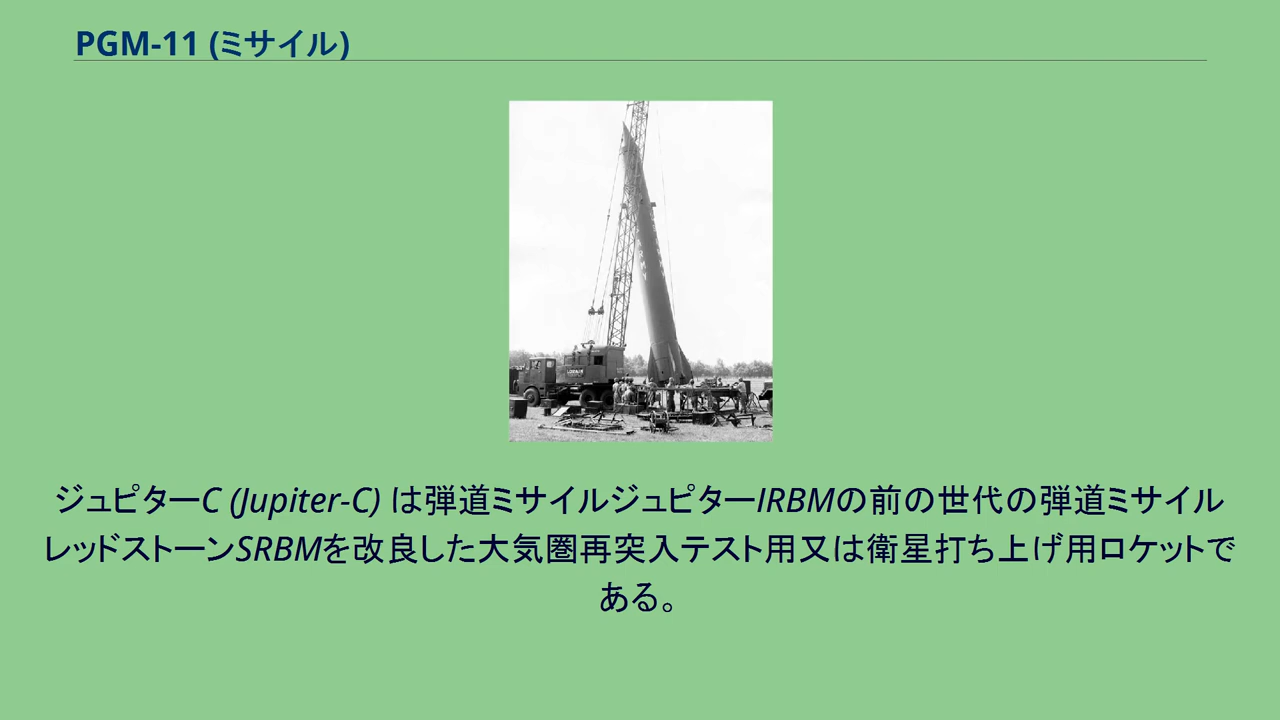 PGM-11 (ミサイル)
ジュピターC (Jupiter-C) は弾道ミサイルジュピターIRBMの前の世代の弾道ミサイル
レッドストーンSRBMを改良した大気圏再突入テスト用又は衛星打ち上げ用ロケットで
ある。